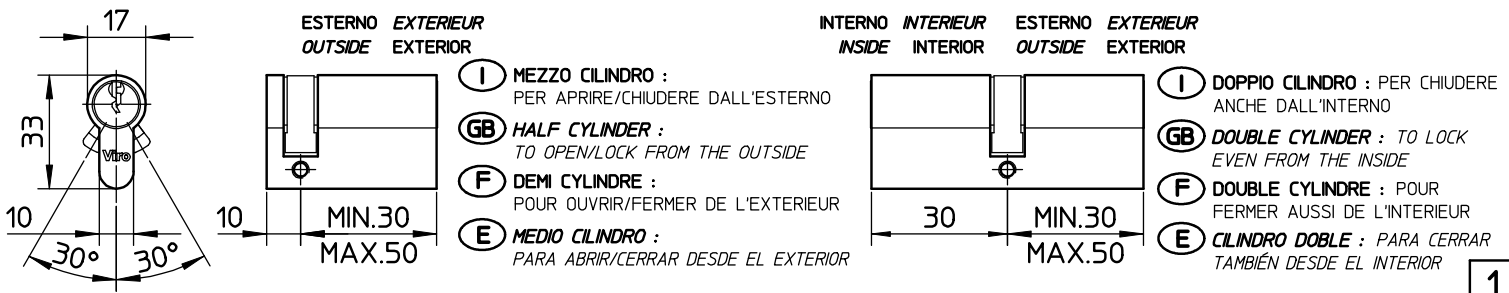 17
33
Viro
10
30°
30°
ESTERNO EXTERIEUR
OUTSIDE EXTERIOR
10
MIN.30
MAX.50
I MEZZO CILINDRO :
PER APRIRE/CHIUDERE DALL'ESTERNO
GB HALF CYLINDER :
TO OPEN/LOCK FROM THE OUTSIDE
F DEMI CYLINDRE :
POUR OUVRIR/FERMER DE L'EXTERIEUR
E MEDIO CILINDRO :
PARA ABRIR/CERRAR DESDE EL EXTERIOR
INTERNO INTERIEUR ESTERNO EXTERIEUR
INSIDE INTERIOR OUTSIDE EXTERIOR
30
MIN.30
MAX.50
I DOPPIO CILINDRO : PER CHIUDERE
ANCHE DALL'INTERNO
GB DOUBLE CYLINDER : TO LOCK
EVEN FROM THE INSIDE
F DOUBLE CYLINDRE : POUR
FERMER AUSSI DE L'INTERIEUR
E CILINDRO DOBLE : PARA CERRAR
TAMBIÉN DESDE EL INTERIOR
1